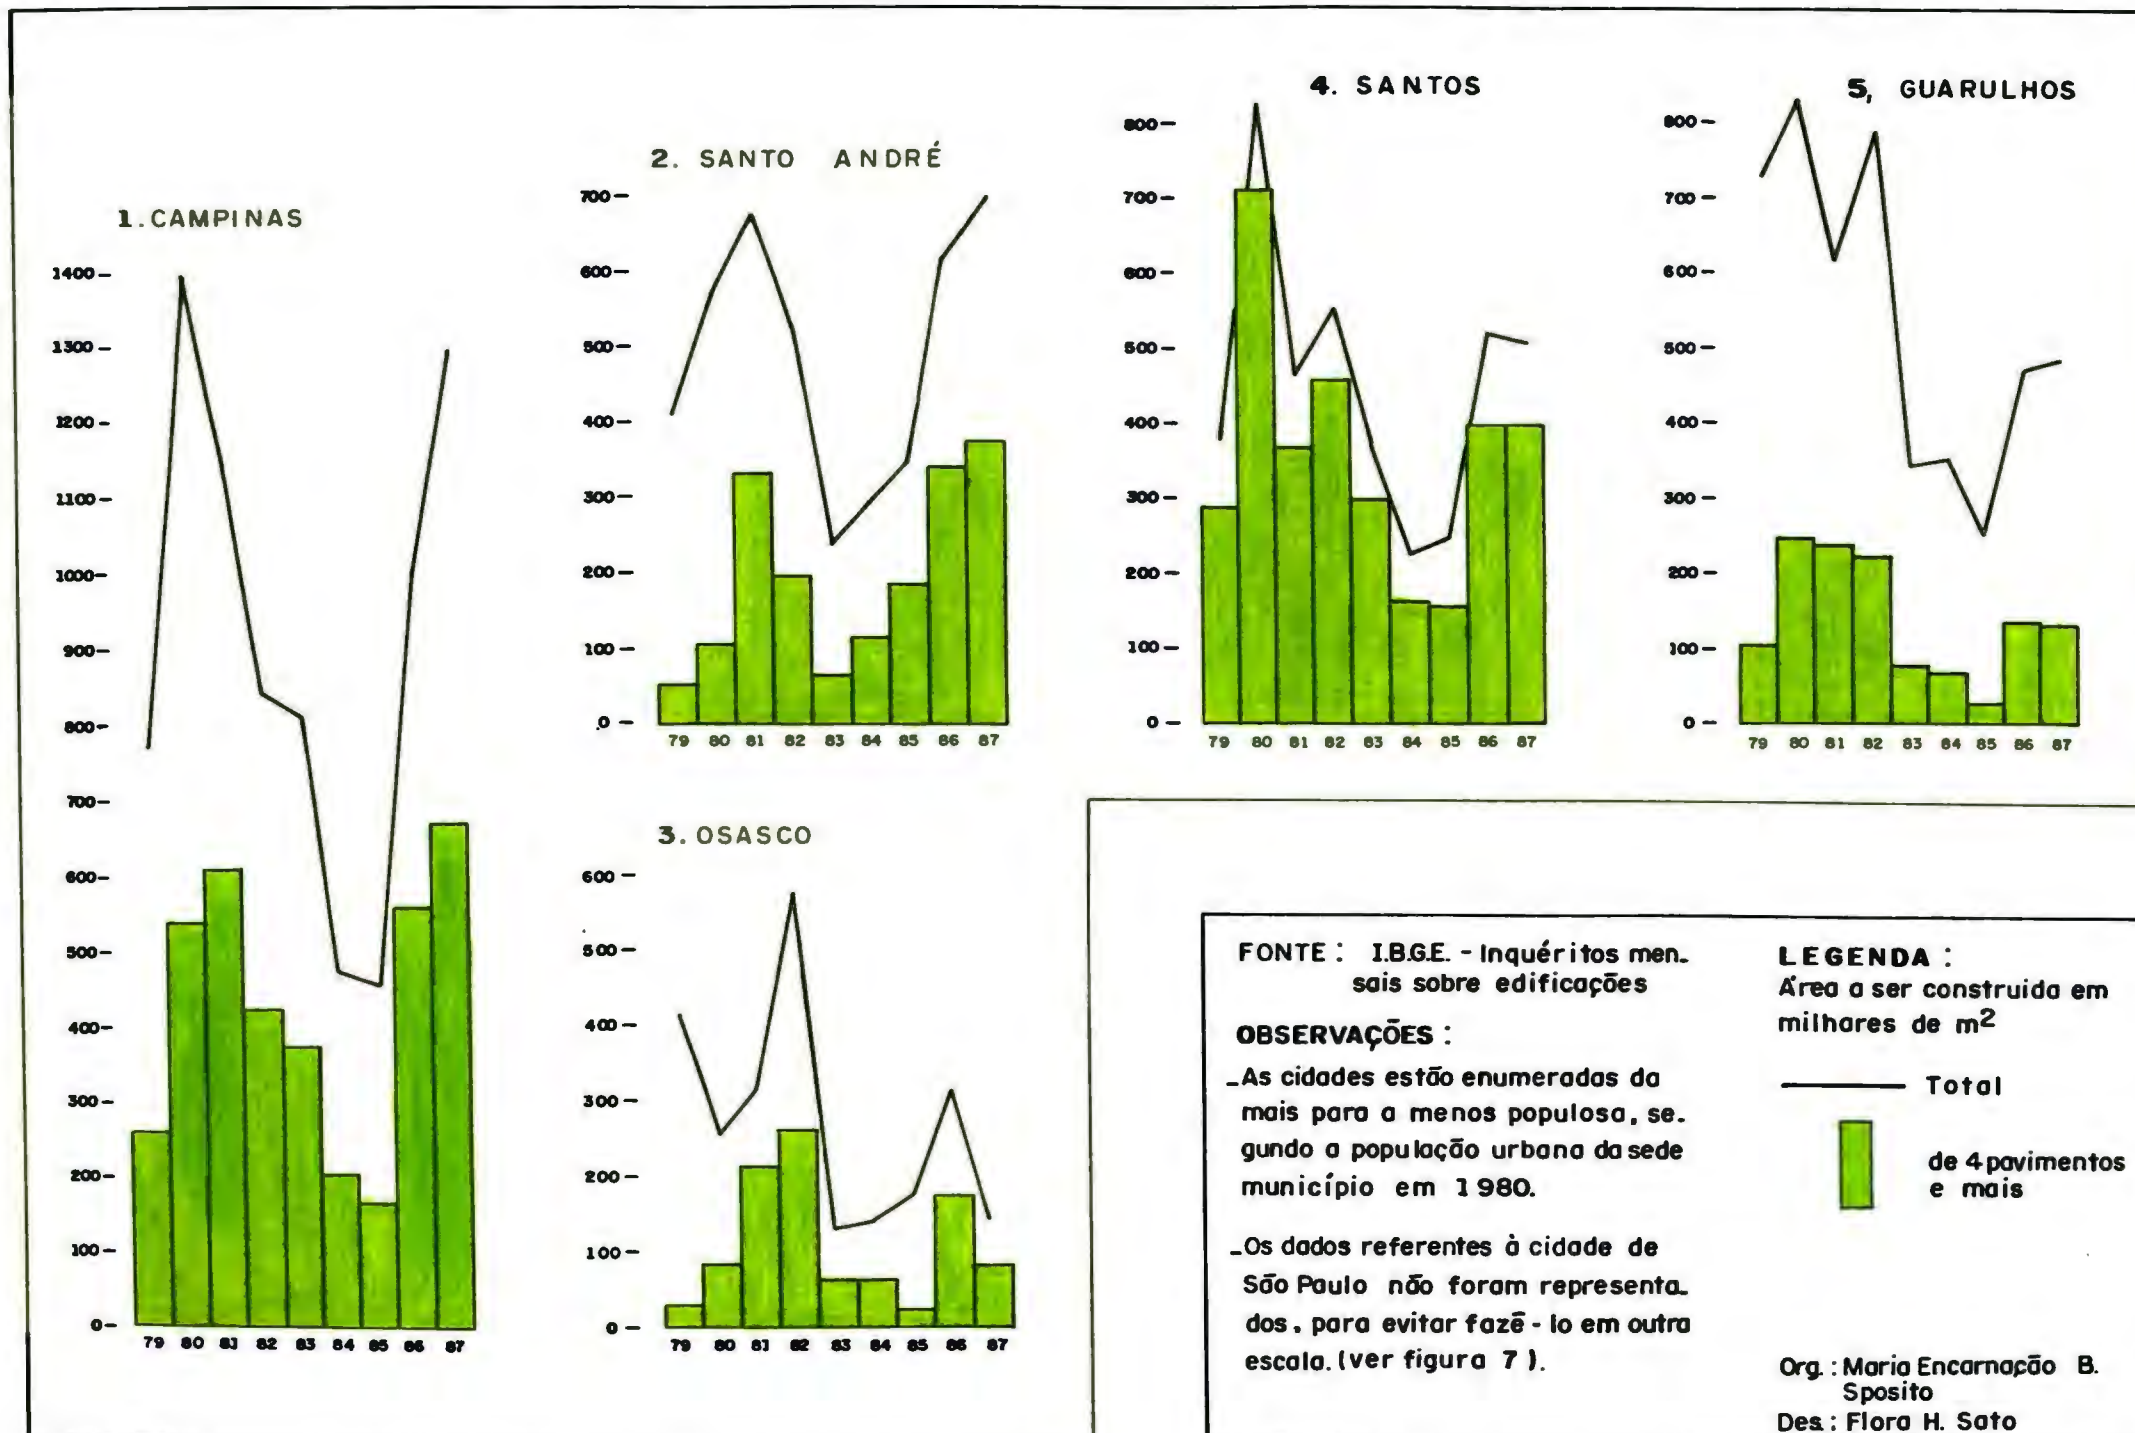 1. CAMPINAS
1400
1300
1200
1100
1000
900
800
700
600
500
400
300
200
100
0
79 80 81 82 83 84 85 86 87
2. SANTO ANDRÉ
700
600
500
400
300
200
100
0
79 80 81 82 83 84 85 86 87
3. OSASCO
600
500
400
300
200
100
0
79 80 81 82 83 84 85 86 87
4. SANTOS
800
700
600
500
400
300
200
100
0
79 80 81 82 83 84 85 86 87
5, GUARULHOS
800
700
600
500
400
300
200
100
0
79 80 81 82 83 84 85 86 87
FONTE : I.B.G.E. - Inquéritos men-
sais sobre edificações
OBSERVAÇÕES :
-As cidades estão enumeradas da
mais para a menos populosa, se-
gundo a população urbana da sede
município em 1980.
-Os dados referentes à cidade de
São Paulo não foram representa-
dos, para evitar fazê-lo em outra
escala. (ver figura 7).
LEGENDA :
Área a ser construida em
milhares de m²
Total
de 4 pavimentos
e mais
Org.: Maria Encarnação B.
Sposito
Des.: Flora H. Sato